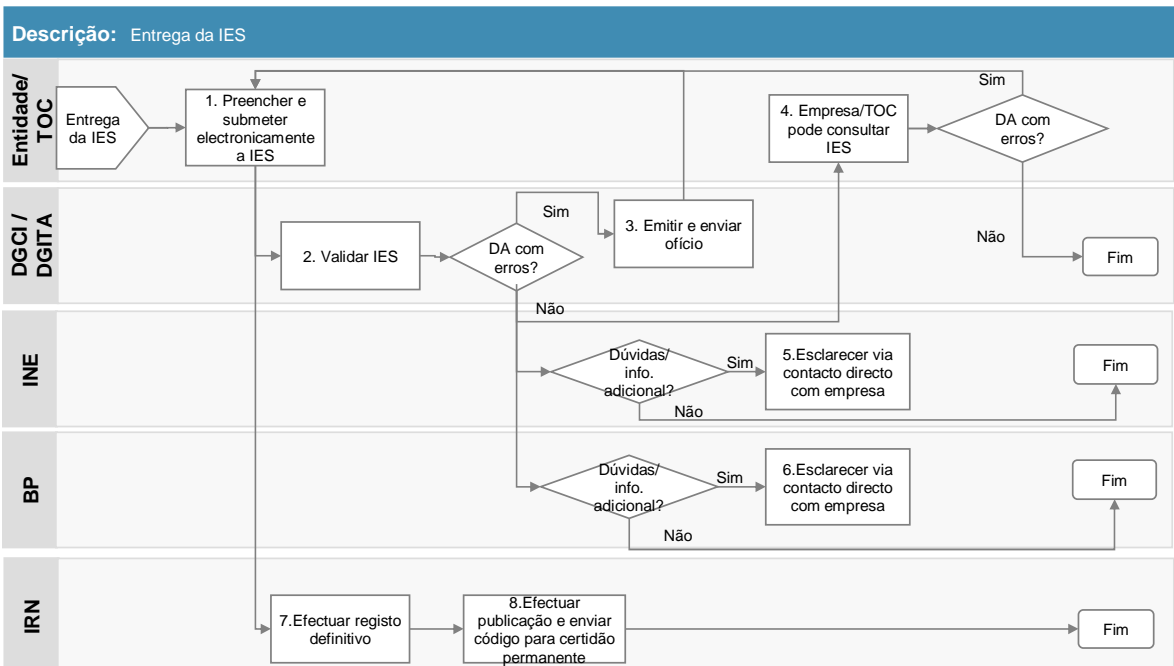 Descrição: Entrega da IES
Entidade/
TOC
Entrega
da IES
1. Preencher e
submeter
electronicamente
a IES
4. Empresa/TOC
pode consultar
IES
Sim
DA com
erros?
Não
DGCI /
DGITA
2. Validar IES
DA com
erros?
Sim
3. Emitir e enviar
ofício
Não
Fim
INE
Dúvidas/
info.
adicional?
Sim
5.Esclarecer via
contacto directo
com empresa
Não
Fim
BP
Dúvidas/
info.
adicional?
Sim
6.Esclarecer via
contacto directo
com empresa
Não
Fim
IRN
7.Efectuar registo
definitivo
8.Efectuar
publicação e enviar
código para certidão
permanente
Fim